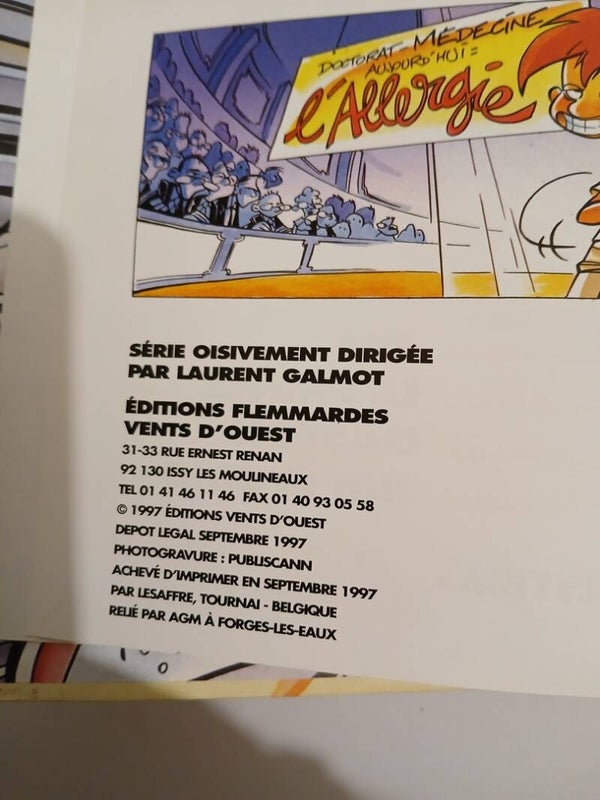 DOCTORAT MÉDECINE
AUJOURD'HUI =
l'Allergie
SÉRIE OISIVEMENT DIRIGÉE
PAR LAURENT GALMOT
ÉDITIONS FLEMMARDES
VENTS D'OUEST
31-33 RUE ERNEST RENAN
92 130 ISSY LES MOULINEAUX
TEL 01 41 46 11 46 FAX 01 40 93 05 58
© 1997 ÉDITIONS VENTS D'OUEST
DEPOT LEGAL SEPTEMBRE 1997
PHOTOGRAVURE : PUBLISCANN
ACHEVÉ D'IMPRIMER EN SEPTEMBRE 1997
PAR LESAFFRE, TOURNAI - BELGIQUE
RELIÉ PAR AGM À FORGES-LES-EAUX